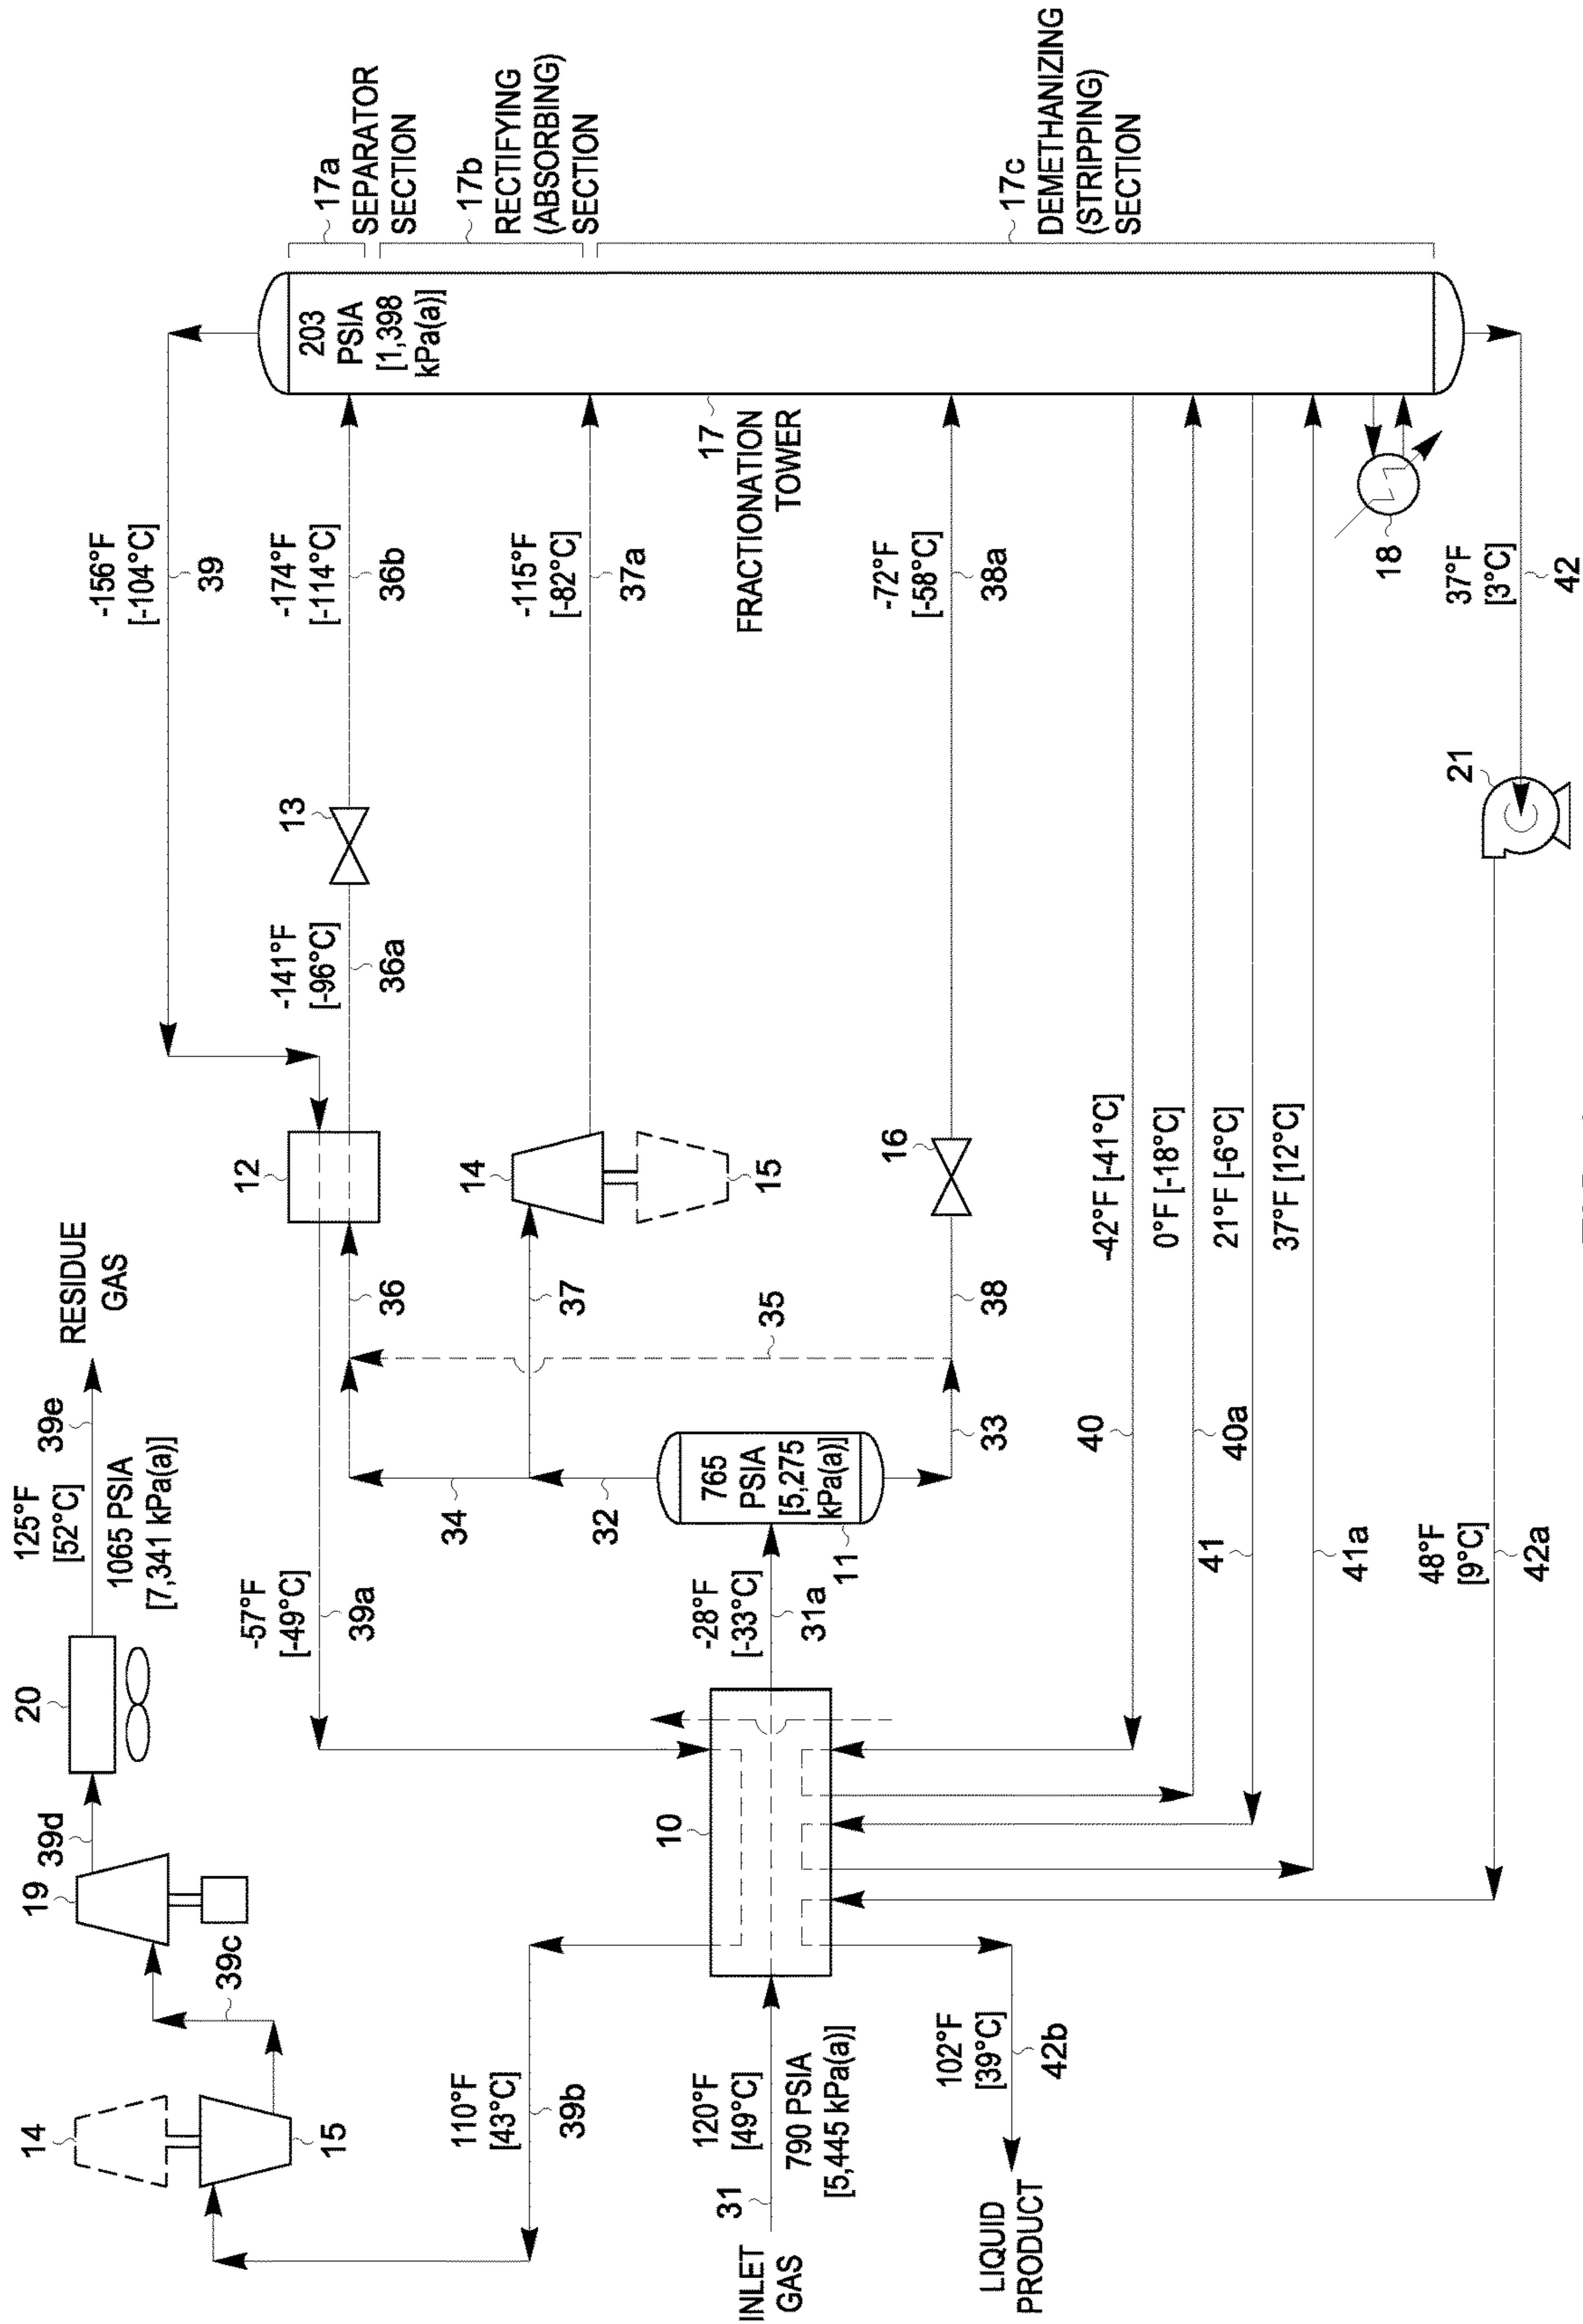 RESIDUE
GAS
125°F
[52°C]
39e
1065 PSIA
[7,341 kPa(a)]
20
39d
19
39c
14
15
110°F
[43°C]
39b
-57°F
[-49°C]
39a
12
36
-141°F
[-96°C]
36a
13
-174°F
[-114°C]
36b
-156°F
[-104°C]
39
34
32
37
14
15
-115°F
[-82°C]
37a
35
33
38
16
-72°F
[-58°C]
38a
INLET
GAS
31
120°F
[49°C]
790 PSIA
[5,445 kPa(a)]
10
-28°F
[-33°C]
31a
11
765
PSIA
[5,275
kPa(a)]
203
PSIA
[1,398
kPa(a)]
17
FRACTIONATION
TOWER
17a
SEPARATOR
SECTION
17b
RECTIFYING
(ABSORBING)
SECTION
17c
DEMETHANIZING
(STRIPPING)
SECTION
40
-42°F [-41°C]
40a
0°F [-18°C]
41
21°F [-6°C]
41a
37°F [12°C]
18
37°F
[3°C]
42
21
48°F
[9°C]
42a
102°F
[39°C]
42b
LIQUID
PRODUCT